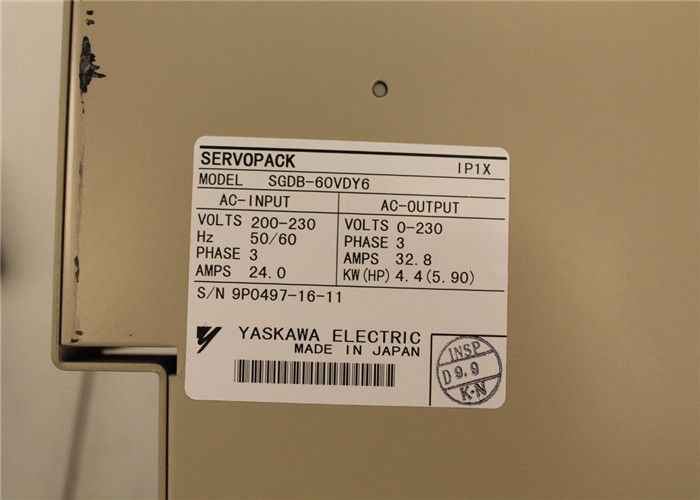 SERVOPACK IP1X
MODEL SGDB-60VDY6
AC-INPUT
VOLTS 200-230
Hz 50/60
PHASE 3
AMPS 24.0
AC-OUTPUT
VOLTS 0-230
PHASE 3
AMPS 32.8
KW(HP) 4.4(5.90)
S/N 9P0497-16-11
YASKAWA ELECTRIC
MADE IN JAPAN
INSP
D 9.9
K·N